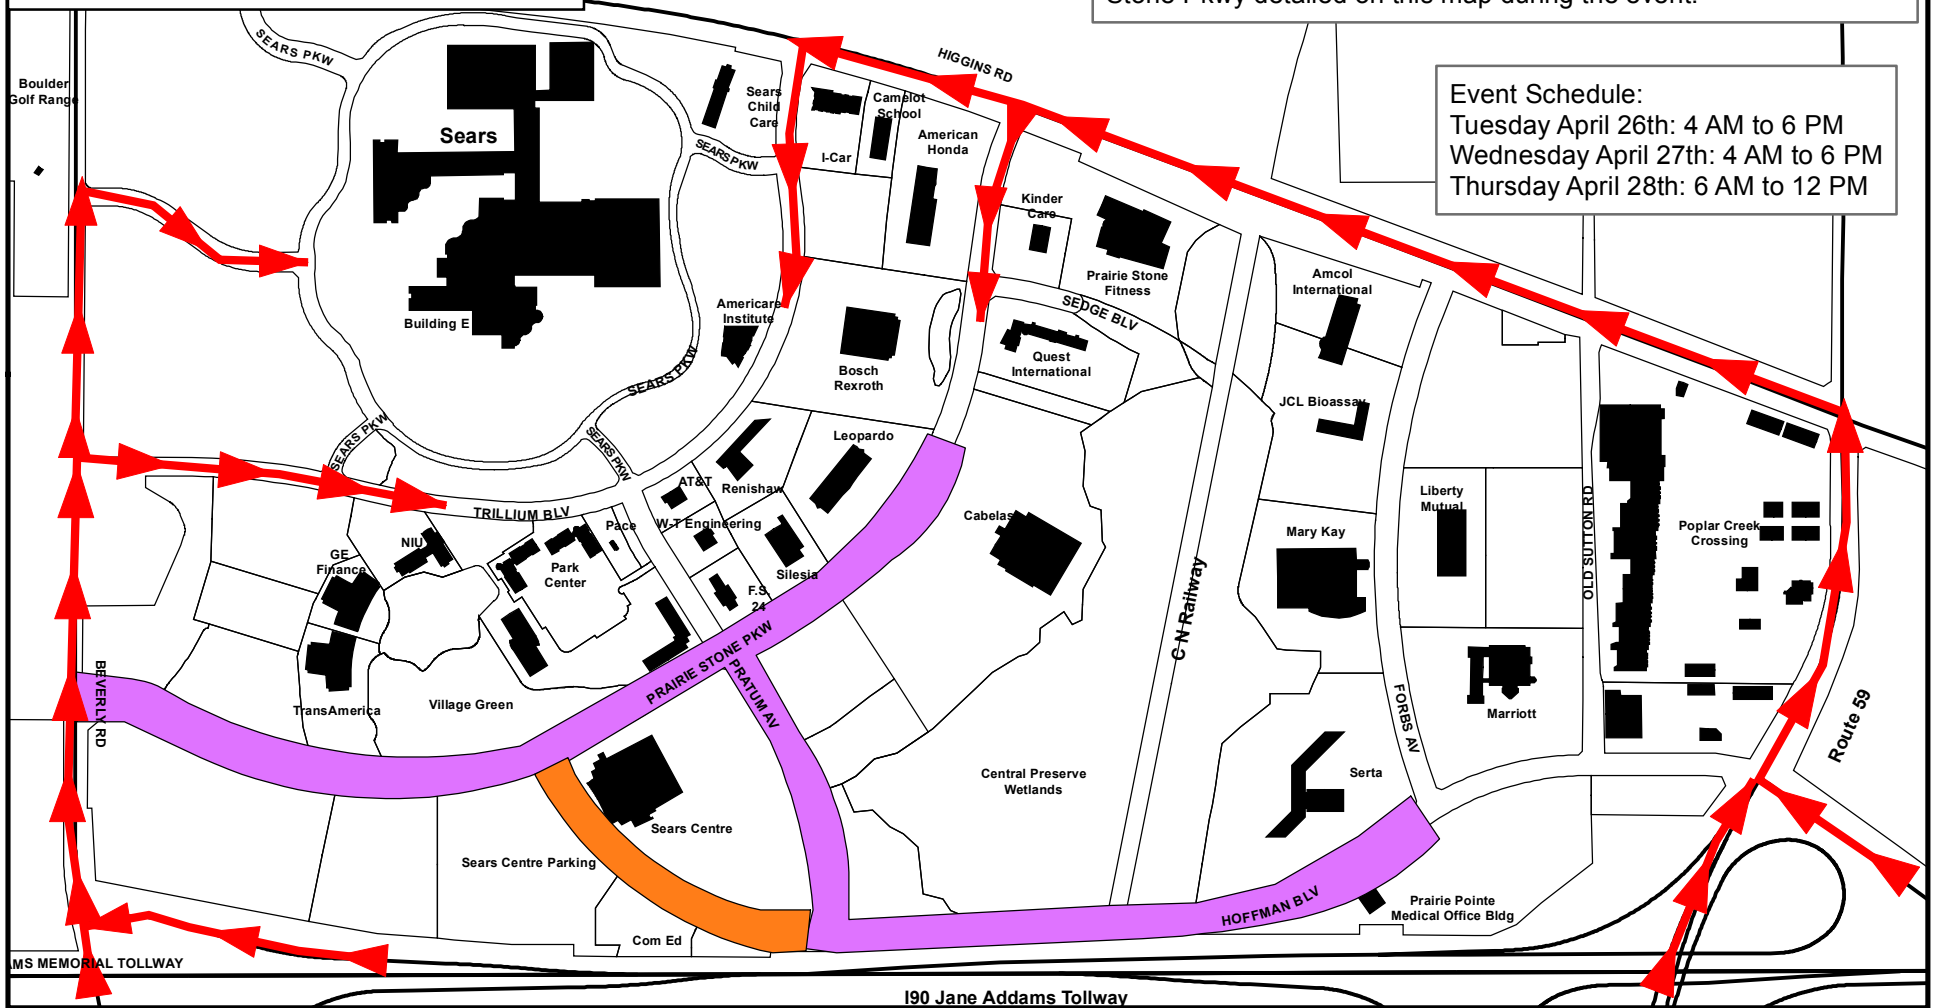 Stone Pkwy detailed on this map during the event.
Event Schedule:
Tuesday April 26th: 4 AM to 6 PM
Wednesday April 27th: 4 AM to 6 PM
Thursday April 28th: 6 AM to 12 PM
HIGGINS RD
SEARS PKW
Boulder
Golf Range
Sears
Sears
Child
Care
Camelot
School
I-Car
American
Honda
SEARS PKW
Kinder
Care
Prairie Stone
Fitness
SEDGE BLV
Amcol
International
Building E
Americare
Institute
Bosch
Rexroth
Quest
International
SEARS PKW
JCL Bioassay
SEARS PKW
SEARS PKW
Leopardo
AT&T
Renishaw
TRILLIUM BLV
Pace
W-T Engineering
Cabelas
Liberty
Mutual
OLD SUTTON RD
Poplar Creek
Crossing
Mary Kay
NIU
GE
Finance
Park
Center
Silesia
F.S.
24
C N Railway
PRAIRIE STONE PKW
PRATUM AV
BEVERLY RD
TransAmerica
Village Green
FORBS AV
Marriott
Route 59
Central Preserve
Wetlands
Serta
Sears Centre
Sears Centre Parking
HOFFMAN BLV
Prairie Pointe
Medical Office Bldg
Com Ed
MS MEMORIAL TOLLWAY
I90 Jane Addams Tollway